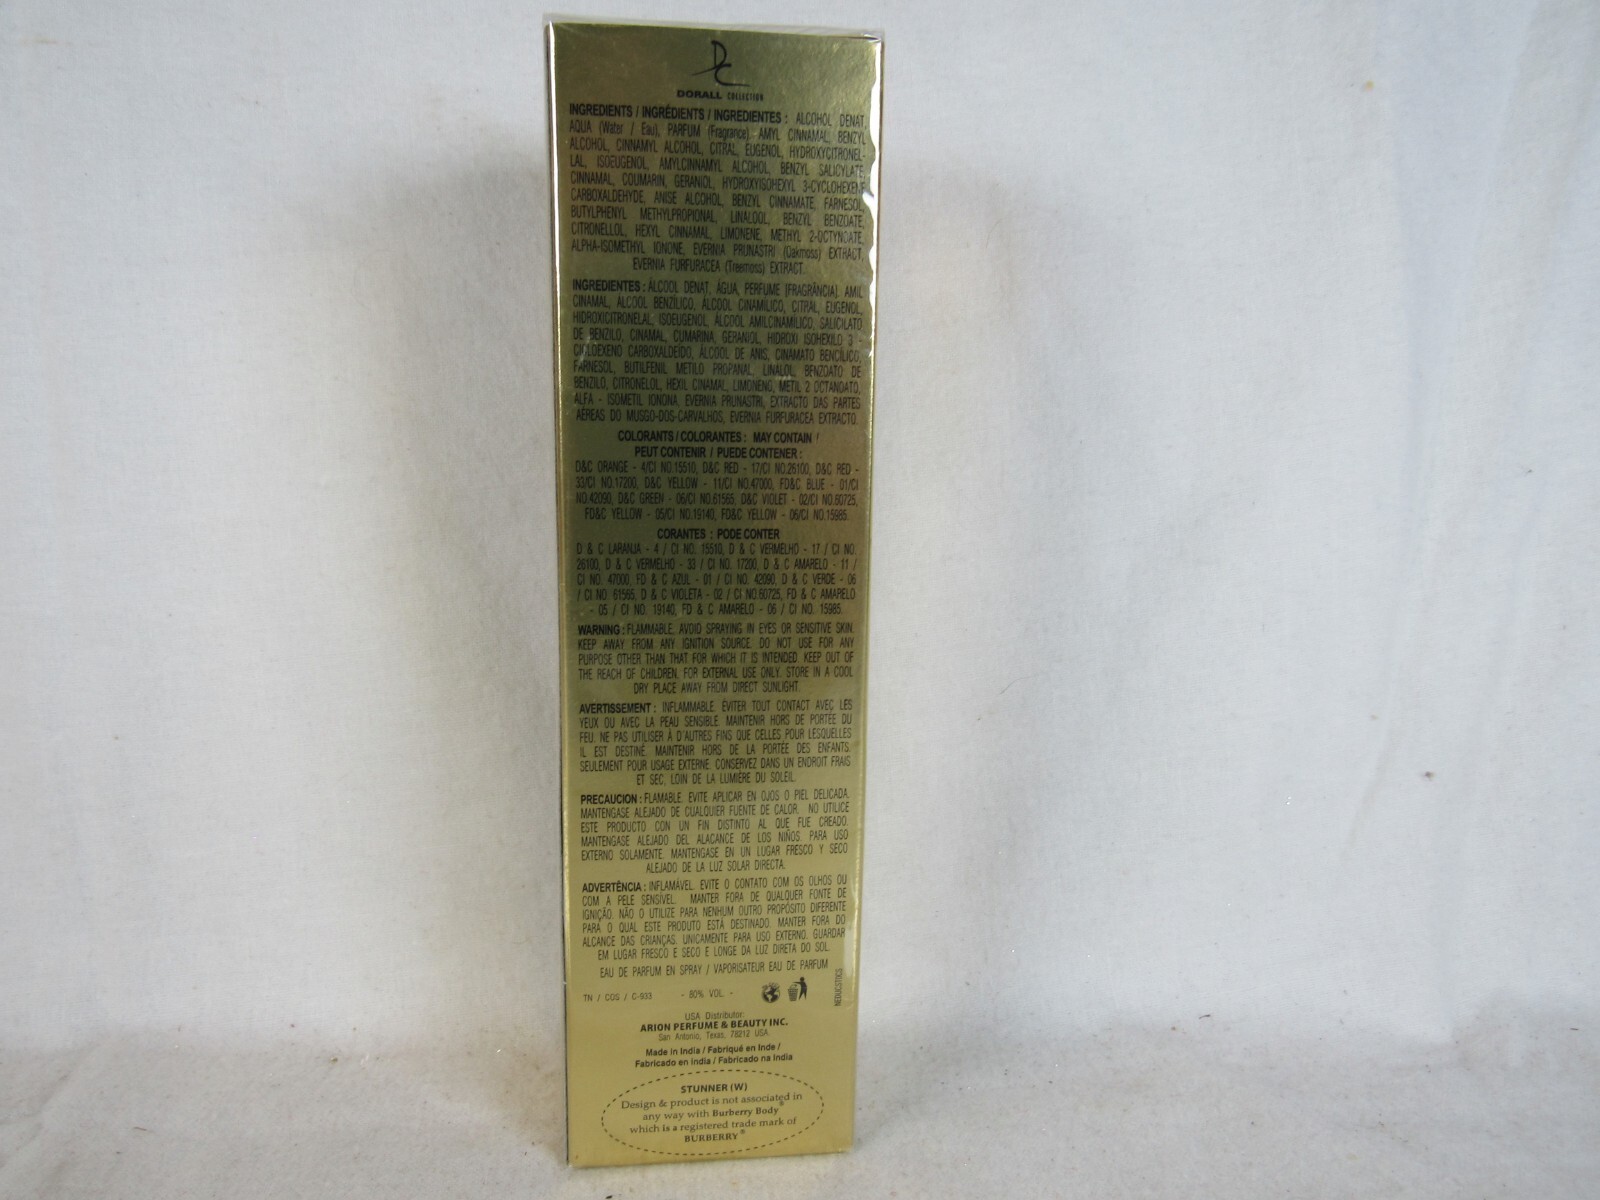 DC
DORALL COLLECTION
INGREDIENTS / INGRÉDIENTS / INGREDIENTES : ALCOHOL DENAT,
AQUA (Water / Eau), PARFUM (Fragrance). AMYL CINNAMAL, BENZYL
ALCOHOL, CINNAMYL ALCOHOL, CITRAL, EUGENOL, HYDROXYCITRONEL-
LAL, ISOEUGENOL, AMYLCINNAMYL ALCOHOL, BENZYL SALICYLATE,
CINNAMAL, COUMARIN, GERANIOL, HYDROXYISOHEXYL 3-CYCLOHEXENE
CARBOXALDEHYDE, ANISE ALCOHOL, BENZYL CINNAMATE, FARNESOL,
BUTYLPHENYL METHYLPROPIONAL, LINALOOL, BENZYL BENZOATE,
CITRONELLOL, HEXYL CINNAMAL, LIMONENE, METHYL 2-OCTYNOATE,
ALPHA-ISOMETHYL IONONE, EVERNIA PRUNASTRI (Oakmoss) EXTRACT,
EVERNIA FURFURACEA (Treemoss) EXTRACT.
INGREDIENTES : ÁLCOOL DENAT, ÁGUA, PERFUME [FRAGRÂNCIA]. AMIL
CINAMAL, ÁLCOOL BENZÍLICO, ÁLCOOL CINAMÍLICO, CITRAL, EUGENOL,
HIDROXICITRONELAL, ISOEUGENOL, ÁLCOOL AMILCINAMÍLICO, SALICILATO
DE BENZILO, CINAMAL, CUMARINA, GERANIOL, HIDROXI ISOHEXILO 3 -
CICLOEXENO CARBOXALDEÍDO, ÁLCOOL DE ANIS, CINAMATO BENCÍLICO,
FARNESOL, BUTILFENIL METILO PROPANAL, LINALOL, BENZOATO DE
BENZILO, CITRONELOL, HEXIL CINAMAL, LIMONENO, METIL 2 OCTANOATO,
ALFA - ISOMETIL IONONA, EVERNIA PRUNASTRI, EXTRACTO DAS PARTES
AÉREAS DO MUSGO-DOS-CARVALHOS, EVERNIA FURFURACEA EXTRACTO.
COLORANTS / COLORANTES : MAY CONTAIN /
PEUT CONTENIR / PUEDE CONTENER :
D&C ORANGE - 4/CI NO.15510, D&C RED - 17/CI NO.26100, D&C RED -
33/CI NO.17200, D&C YELLOW - 11/CI NO.47000, FD&C BLUE - 01/CI
NO.42090, D&C GREEN - 06/CI NO.61565, D&C VIOLET - 02/CI NO.60725,
FD&C YELLOW - 05/CI NO.19140, FD&C YELLOW - 06/CI NO.15985.
CORANTES : PODE CONTER
D & C LARANJA - 4 / CI NO. 15510, D & C VERMELHO - 17 / CI NO.
26100, D & C VERMELHO - 33 / CI NO. 17200, D & C AMARELO - 11 /
CI NO. 47000, FD & C AZUL - 01 / CI NO. 42090, D & C VERDE - 06
/ CI NO. 61565, D & C VIOLETA - 02 / CI NO.60725, FD & C AMARELO
- 05 / CI NO. 19140, FD & C AMARELO - 06 / CI NO. 15985.
WARNING : FLAMMABLE, AVOID SPRAYING IN EYES OR SENSITIVE SKIN.
KEEP AWAY FROM ANY IGNITION SOURCE. DO NOT USE FOR ANY
PURPOSE OTHER THAN THAT FOR WHICH IT IS INTENDED. KEEP OUT OF
THE REACH OF CHILDREN. FOR EXTERNAL USE ONLY. STORE IN A COOL
DRY PLACE AWAY FROM DIRECT SUNLIGHT.
AVERTISSEMENT : INFLAMMABLE. ÉVITER TOUT CONTACT AVEC LES
YEUX OU AVEC LA PEAU SENSIBLE. MAINTENIR HORS DE PORTÉE DU
FEU. NE PAS UTILISER À D'AUTRES FINS QUE CELLES POUR LESQUELLES
IL EST DESTINÉ. MAINTENIR HORS DE LA PORTÉE DES ENFANTS.
SEULEMENT POUR USAGE EXTERNE. CONSERVEZ DANS UN ENDROIT FRAIS
ET SEC, LOIN DE LA LUMIÈRE DU SOLEIL.
PRECAUCION : FLAMABLE. EVITE APLICAR EN OJOS O PIEL DELICADA.
MANTENGASE ALEJADO DE CUALQUIER FUENTE DE CALOR. NO UTILICE
ESTE PRODUCTO CON UN FIN DISTINTO AL QUE FUE CREADO.
MANTENGASE ALEJADO DEL ALACANCE DE LOS NIÑOS. PARA USO
EXTERNO SOLAMENTE. MANTENGASE EN UN LUGAR FRESCO Y SECO
ALEJADO DE LA LUZ SOLAR DIRECTA.
ADVERTÊNCIA : INFLAMÁVEL. EVITE O CONTATO COM OS OLHOS OU
COM A PELE SENSÍVEL. MANTER FORA DE QUALQUER FONTE DE
IGNIÇÃO. NÃO O UTILIZE PARA NENHUM OUTRO PROPÓSITO DIFERENTE
PARA O QUAL ESTE PRODUTO ESTÁ DESTINADO. MANTER FORA DO
ALCANCE DAS CRIANÇAS. UNICAMENTE PARA USO EXTERNO. GUARDAR
EM LUGAR FRESCO E SECO E LONGE DA LUZ DIRETA DO SOL.
EAU DE PARFUM EN SPRAY / VAPORISATEUR EAU DE PARFUM
TN / COS / C-933 - 80% VOL. -
USA Distributor:
ARION PERFUME & BEAUTY INC.
San Antonio, Texas, 78212 USA
Made in India / Fabriqué en Inde /
Fabricado en india / Fabricado na India
STUNNER (W)
Design & product is not associated in
any way with Burberry Body®
which is a registered trade mark of
BURBERRY®